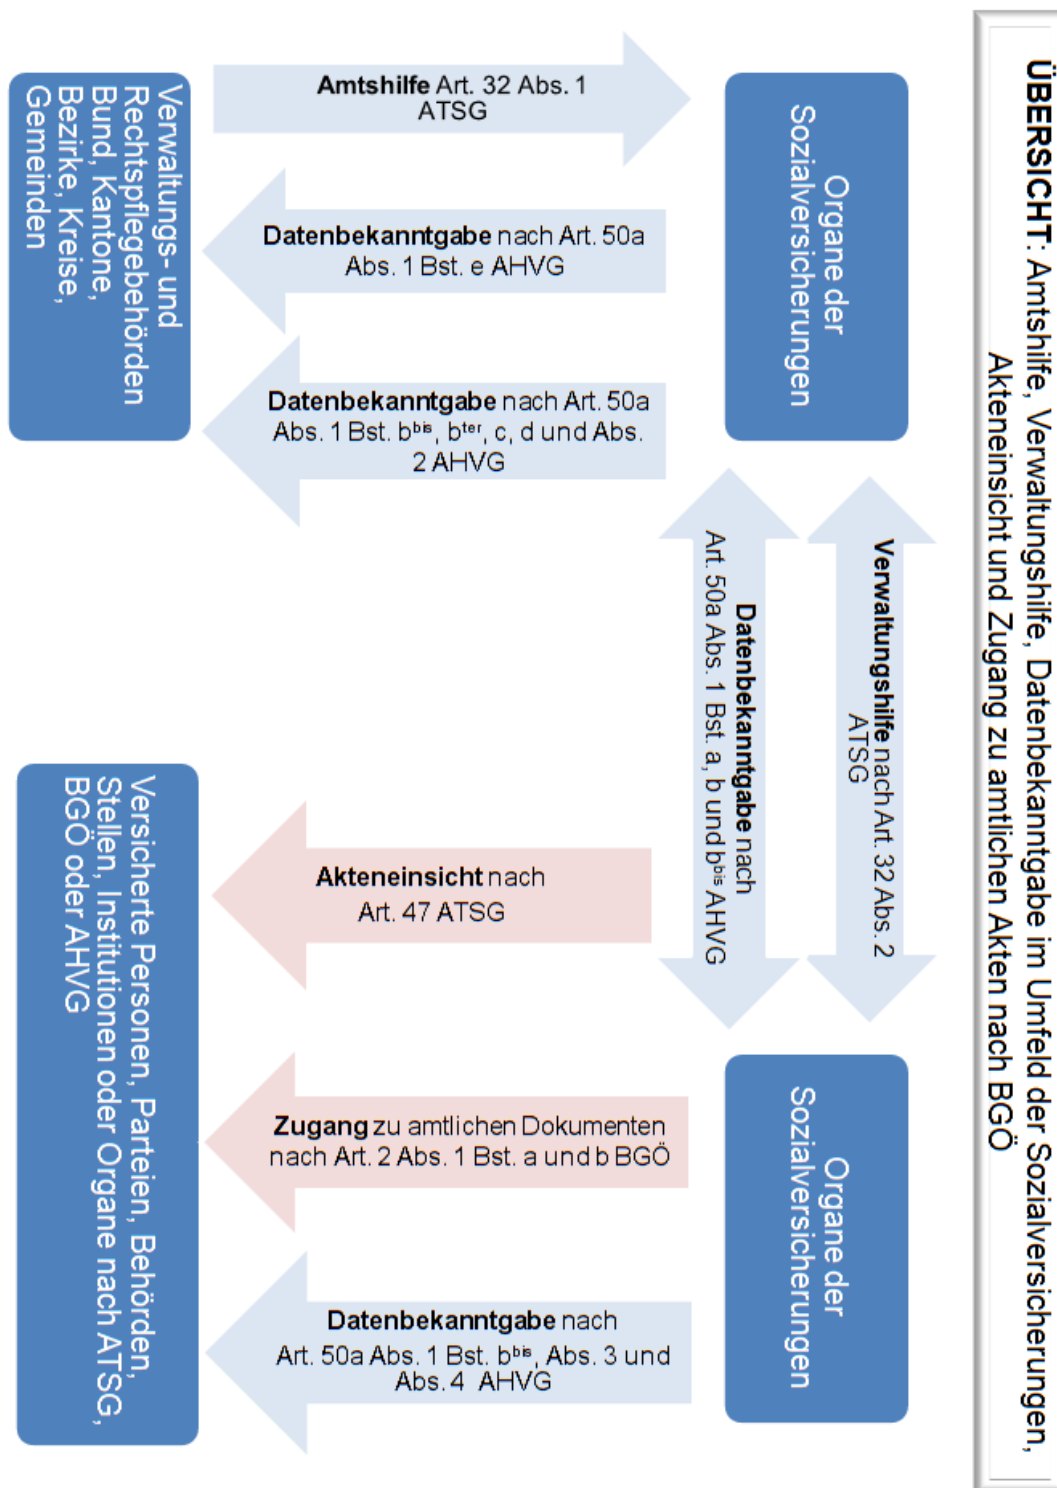 ÜBERSICHT: Amtshilfe, Verwaltungshilfe, Datenbekanntgabe im Umfeld der Sozialversicherungen,
Akteneinsicht und Zugang zu amtlichen Akten nach BGÖ
Organe der
Sozialversicherungen
Verwaltungshilfe nach Art. 32 Abs. 2
ATSG
Datenbekanntgabe nach
Art. 50a Abs. 1 Bst. a, b und bᵇⁱˢ AHVG
Organe der
Sozialversicherungen
Amtshilfe Art. 32 Abs. 1
ATSG
Datenbekanntgabe nach Art. 50a
Abs. 1 Bst. e AHVG
Datenbekanntgabe nach Art. 50a
Abs. 1 Bst. bᵇⁱˢ, bᵗᵉʳ, c, d und Abs.
2 AHVG
Akteneinsicht nach
Art. 47 ATSG
Zugang zu amtlichen Dokumenten
nach Art. 2 Abs. 1 Bst. a und b BGÖ
Datenbekanntgabe nach
Art. 50a Abs. 1 Bst. bᵇⁱˢ, Abs. 3 und
Abs. 4 AHVG
Verwaltungs- und
Rechtspflegebehörden
Bund, Kantone,
Bezirke, Kreise,
Gemeinden
Versicherte Personen, Parteien, Behörden,
Stellen, Institutionen oder Organe nach ATSG,
BGÖ oder AHVG